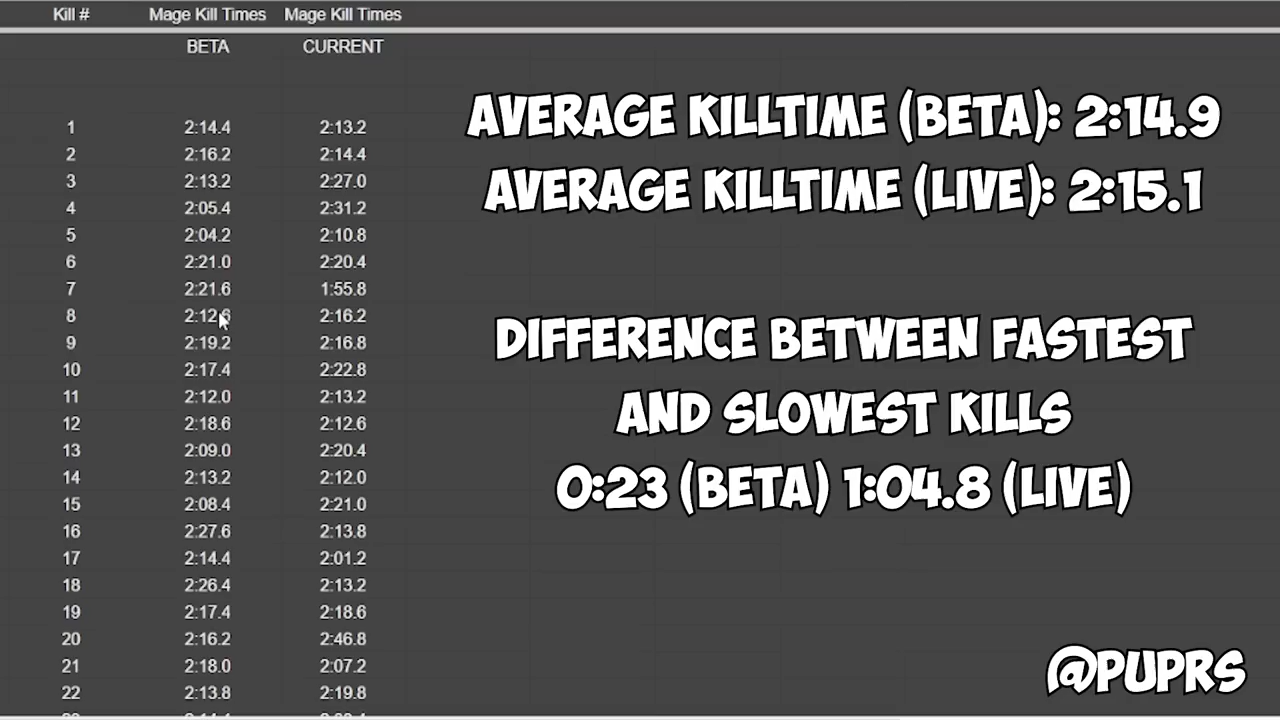 Kill # Mage Kill Times Mage Kill Times
BETA CURRENT
AVERAGE KILLTIME (BETA): 2:14.9
AVERAGE KILLTIME (LIVE): 2:15.1
DIFFERENCE BETWEEN FASTEST
AND SLOWEST KILLS
0:23 (BETA) 1:04.8 (LIVE)
1 2:14.4 2:13.2
2 2:16.2 2:14.4
3 2:13.2 2:27.0
4 2:05.4 2:31.2
5 2:04.2 2:10.8
6 2:21.0 2:20.4
7 2:21.6 1:55.8
8 2:12.6 2:16.2
9 2:19.2 2:16.8
10 2:17.4 2:22.8
11 2:12.0 2:13.2
12 2:18.6 2:12.6
13 2:09.0 2:20.4
14 2:13.2 2:12.0
15 2:08.4 2:21.0
16 2:27.6 2:13.8
17 2:14.4 2:01.2
18 2:26.4 2:13.2
19 2:17.4 2:18.6
20 2:16.2 2:46.8
21 2:18.0 2:07.2
22 2:13.8 2:19.8
@PUPRS